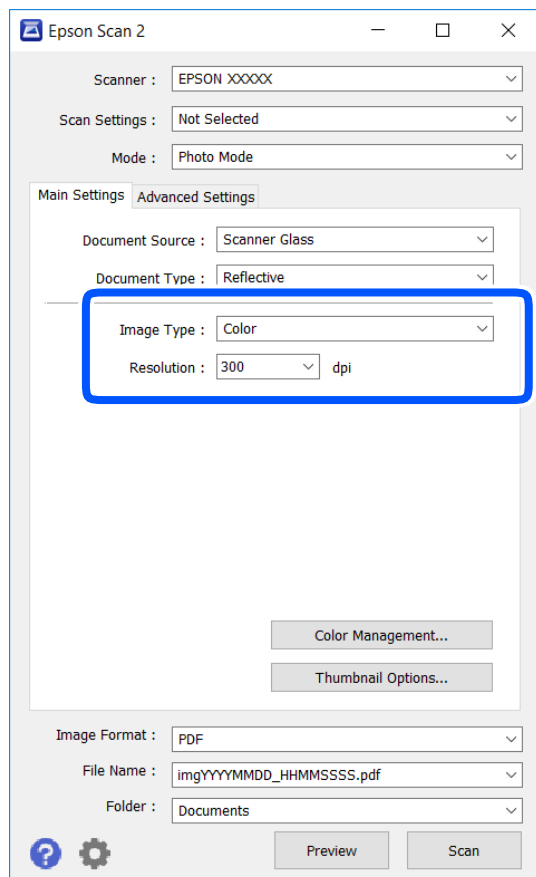 Epson Scan 2
Scanner : EPSON XXXXX
Scan Settings : Not Selected
Mode : Photo Mode
Main Settings Advanced Settings
Document Source : Scanner Glass
Document Type : Reflective
Image Type : Color
Resolution : 300 dpi
Color Management...
Thumbnail Options...
Image Format : PDF
File Name : imgYYYYMMDD_HHMMSSSS.pdf
Folder : Documents
? Preview Scan